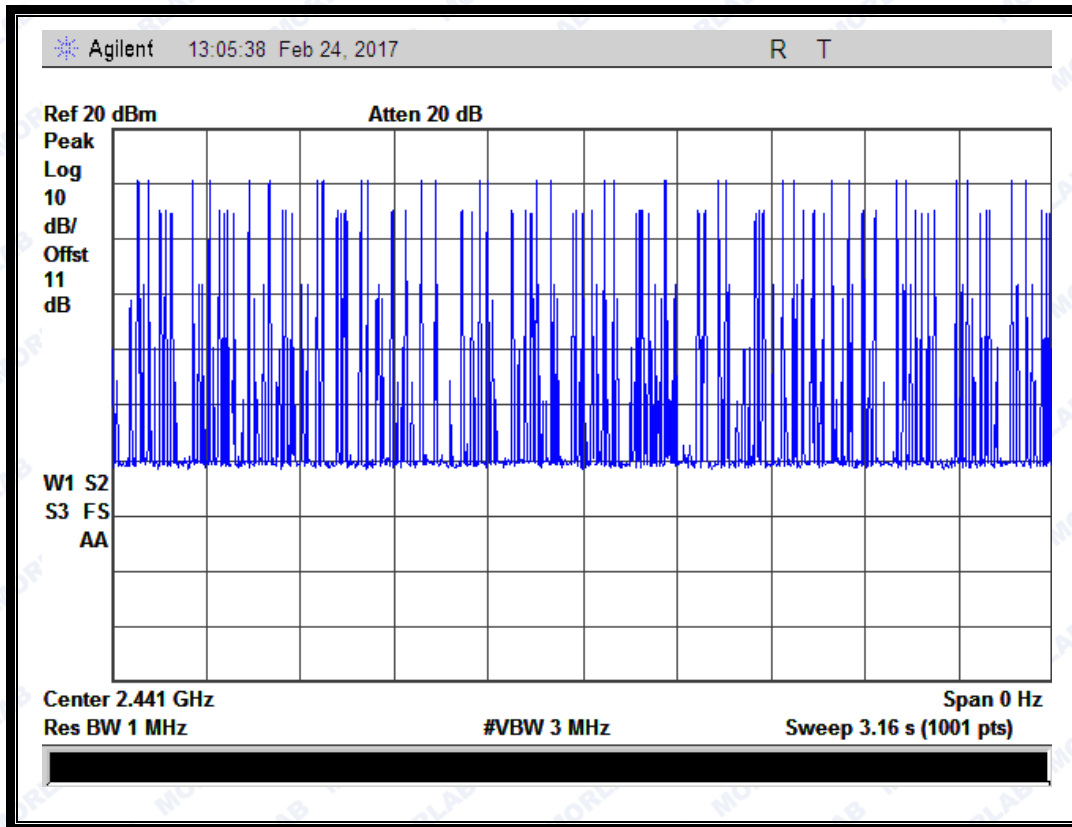 Agilent 13:05:38 Feb 24, 2017 R T
Ref 20 dBm Atten 20 dB
Peak
Log
10
dB/
Offst
11
dB
W1 S2
S3 FS
AA
Center 2.441 GHz Span 0 Hz
Res BW 1 MHz #VBW 3 MHz Sweep 3.16 s (1001 pts)